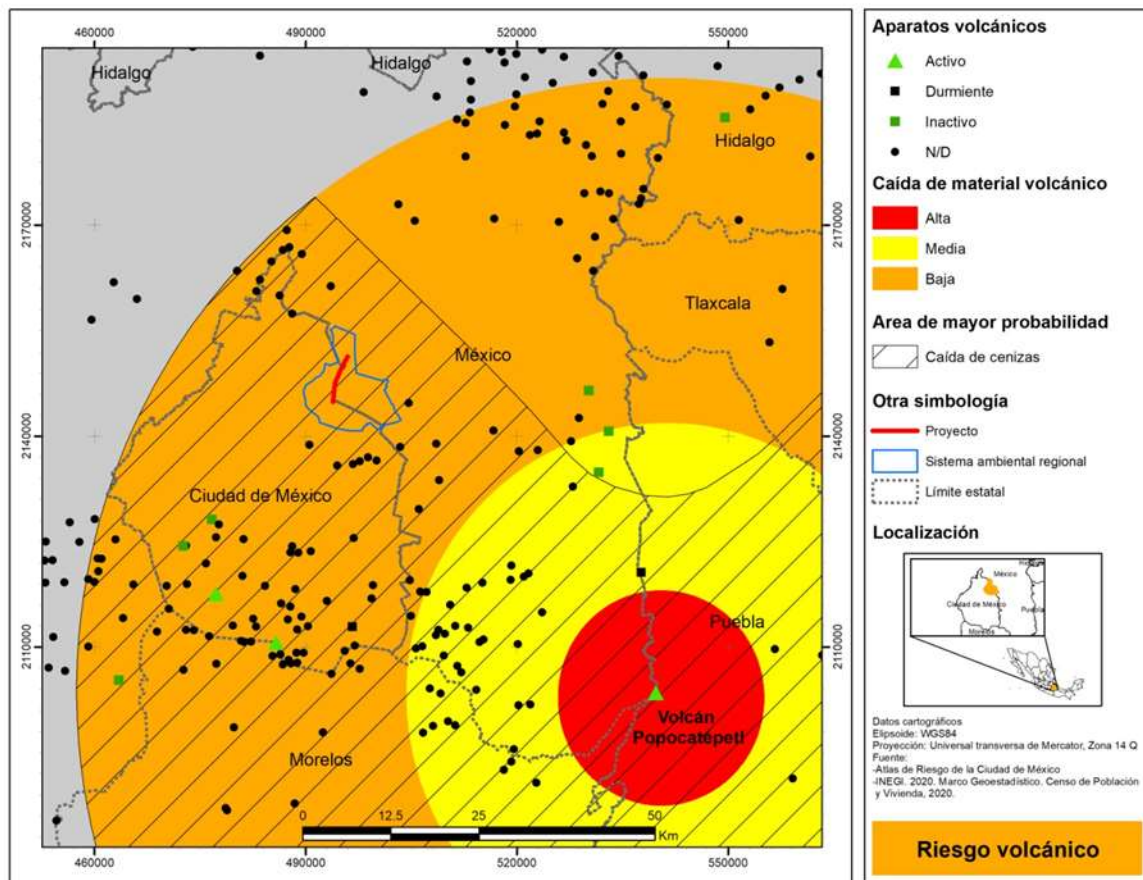 460000 490000 520000 550000
Hidalgo
Hidalgo
Hidalgo
2170000
2170000
Tlaxcala
México
2140000
2140000
Ciudad de México
Puebla
2110000
2110000
Volcán
Popocatépetl
Morelos
0 12.5 25 50
Km
460000 490000 520000 550000
Aparatos volcánicos
Activo
Durmiente
Inactivo
N/D
Caída de material volcánico
Alta
Media
Baja
Area de mayor probabilidad
Caída de cenizas
Otra simbología
Proyecto
Sistema ambiental regional
Límite estatal
Localización
México
Ciudad de México
Puebla
Morelos
Datos cartográficos
Elipsoide: WGS84
Proyección: Universal transversa de Mercator, Zona 14 Q
Fuente:
-Atlas de Riesgo de la Ciudad de México
-INEGI. 2020. Marco Geoestadístico. Censo de Población
y Vivienda, 2020.
Riesgo volcánico